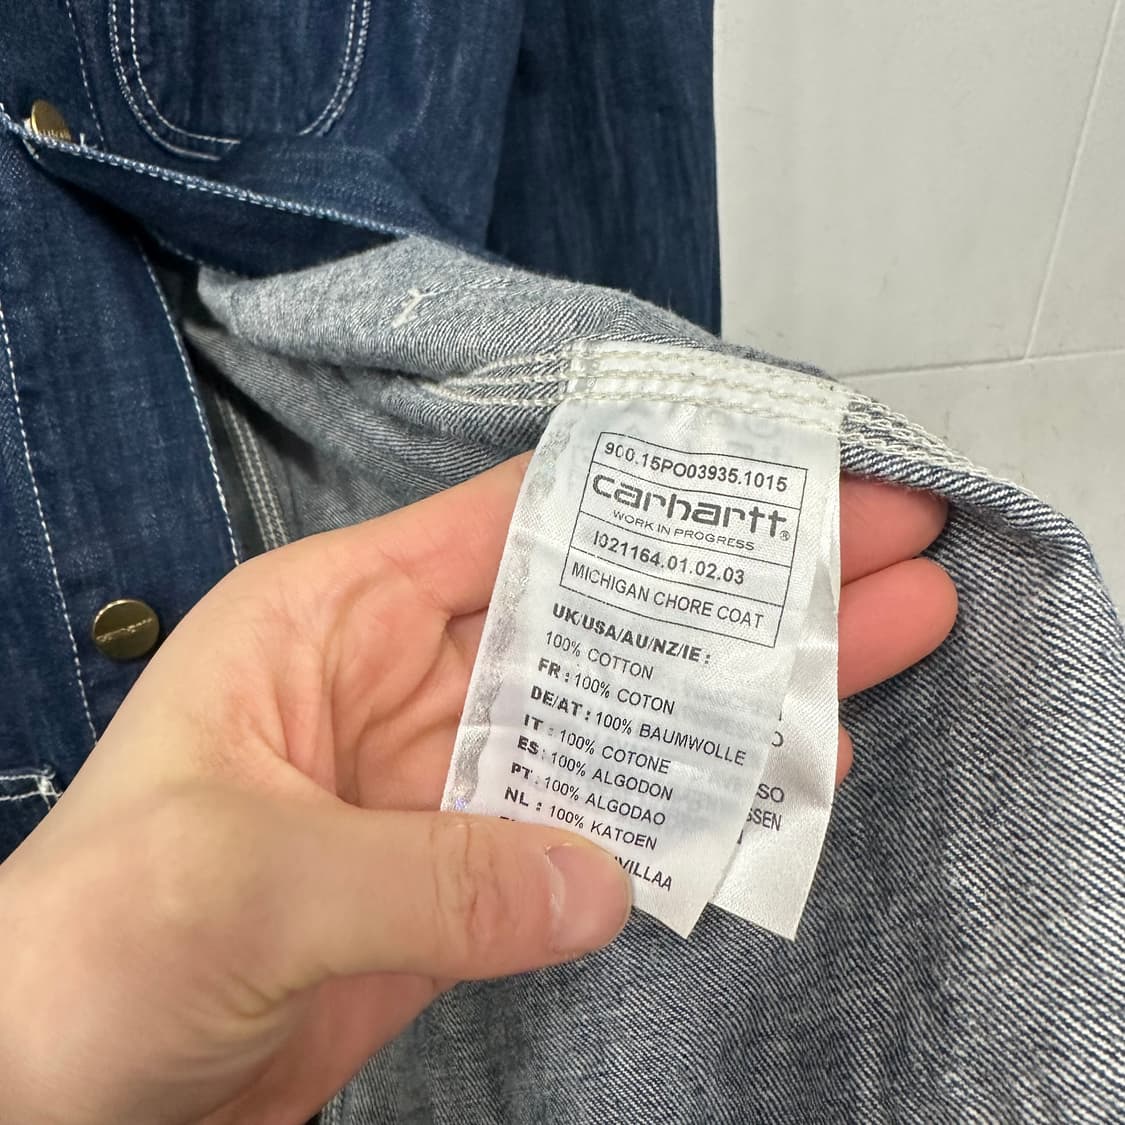 900.15PO03935.1015
carhartt®
WORK IN PROGRESS
I021164.01.02.03
MICHIGAN CHORE COAT
UK/USA/AU/NZ/IE :
100% COTTON
FR : 100% COTON
DE/AT : 100% BAUMWOLLE
IT : 100% COTONE
ES : 100% ALGODON
PT : 100% ALGODAO
NL : 100% KATOEN